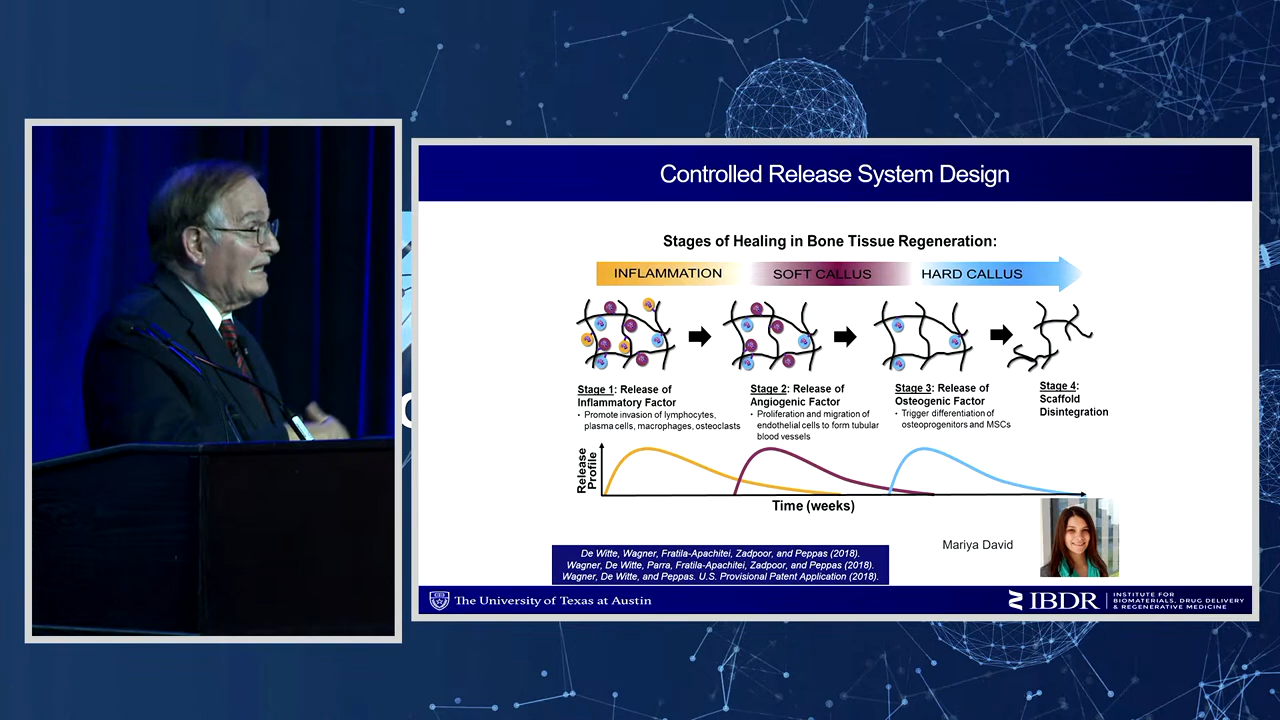 Controlled Release System Design
Stages of Healing in Bone Tissue Regeneration:
INFLAMMATION
SOFT CALLUS
HARD CALLUS
Stage 1: Release of
Inflammatory Factor
• Promote invasion of lymphocytes,
plasma cells, macrophages, osteoclasts
Stage 2: Release of
Angiogenic Factor
• Proliferation and migration of
endothelial cells to form tubular
blood vessels
Stage 3: Release of
Osteogenic Factor
• Trigger differentiation of
osteoprogenitors and MSCs
Stage 4:
Scaffold
Disintegration
Release
Profile
Time (weeks)
Mariya David
De Witte, Wagner, Fratila-Apachitei, Zadpoor, and Peppas (2018).
Wagner, De Witte, Parra, Fratila-Apachitei, Zadpoor, and Peppas (2018).
Wagner, De Witte, and Peppas. U.S. Provisional Patent Application (2018).
The University of Texas at Austin
IBDR
INSTITUTE FOR
BIOMATERIALS, DRUG DELIVERY
& REGENERATIVE MEDICINE